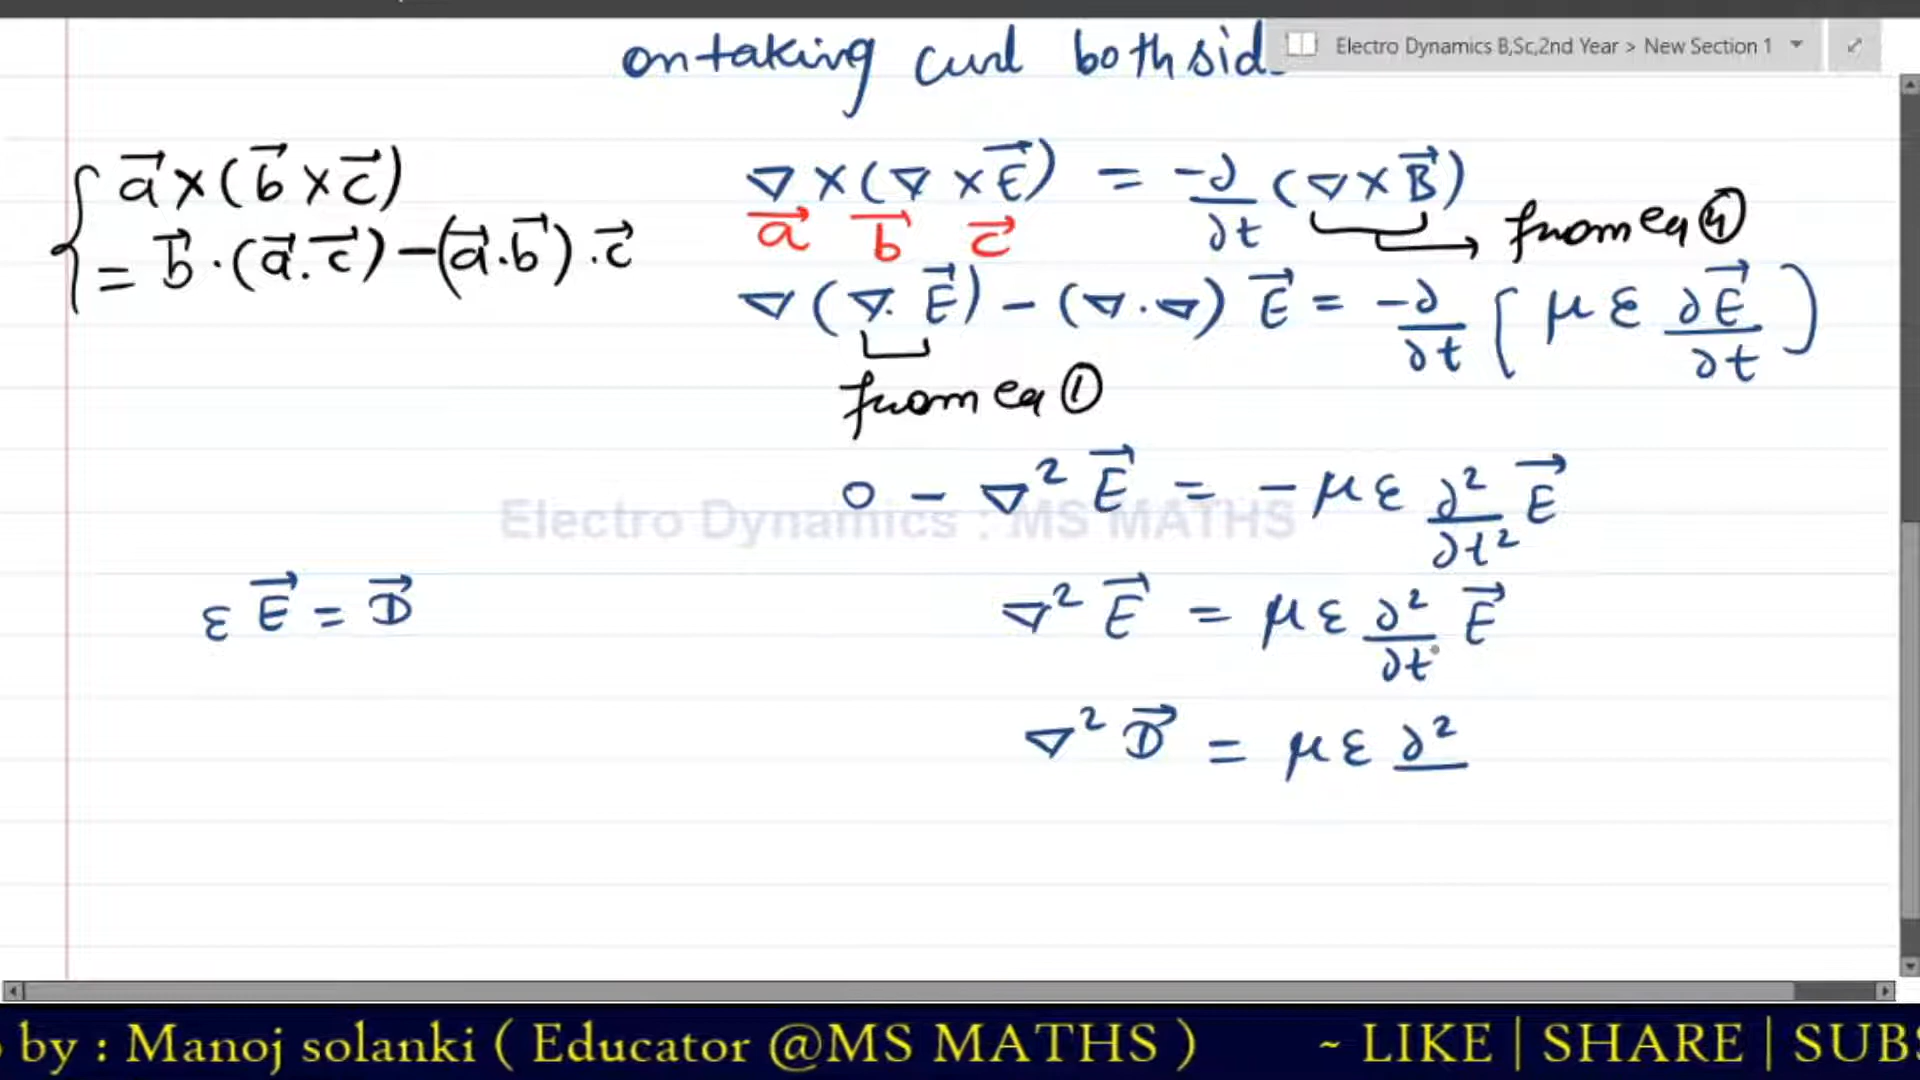 on taking curl both sid
Electro Dynamics B,Sc,2nd Year > New Section 1
a⃗ × (b⃗ × c⃗)
= b⃗ · (a⃗ . c⃗) – (a⃗ . b⃗) . c⃗
∇ × (∇ × E⃗) = -∂/∂t (∇ × B⃗)
a⃗ b⃗ c⃗
from eq ④
∇ (∇ . E⃗) – (∇ . ∇) E⃗ = -∂/∂t [ μ ε ∂E⃗/∂t )
from eq ①
0 – ∇² E⃗ = – μ ε ∂²/∂t² E⃗
Electro Dynamics : MS MATHS
ε E⃗ = D⃗
∇² E⃗ = μ ε ∂²/∂t E⃗
∇² D⃗ = μ ε ∂²
by : Manoj solanki ( Educator @MS MATHS ) ~ LIKE | SHARE | SUBS